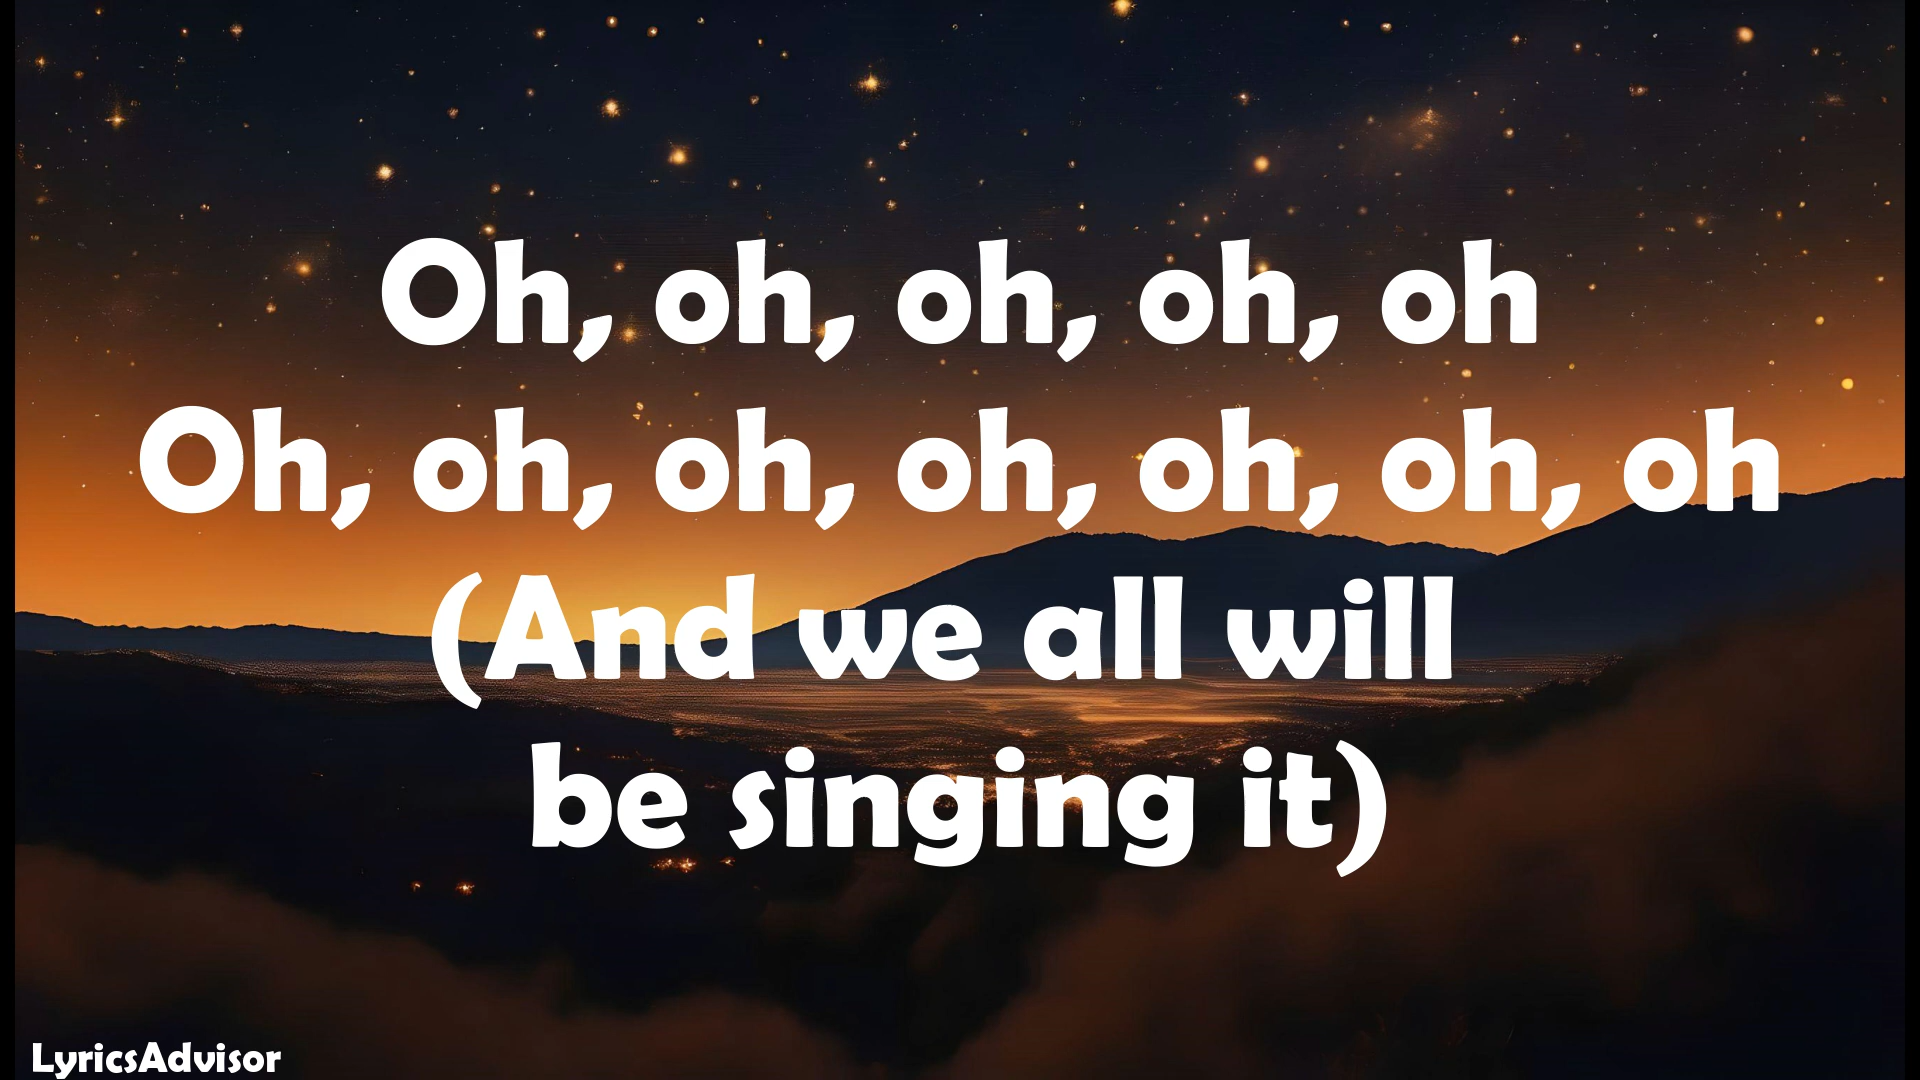 Oh, oh, oh, oh, oh
Oh, oh, oh, oh, oh, oh, oh
(And we all will
be singing it)
LyricsAdvisor